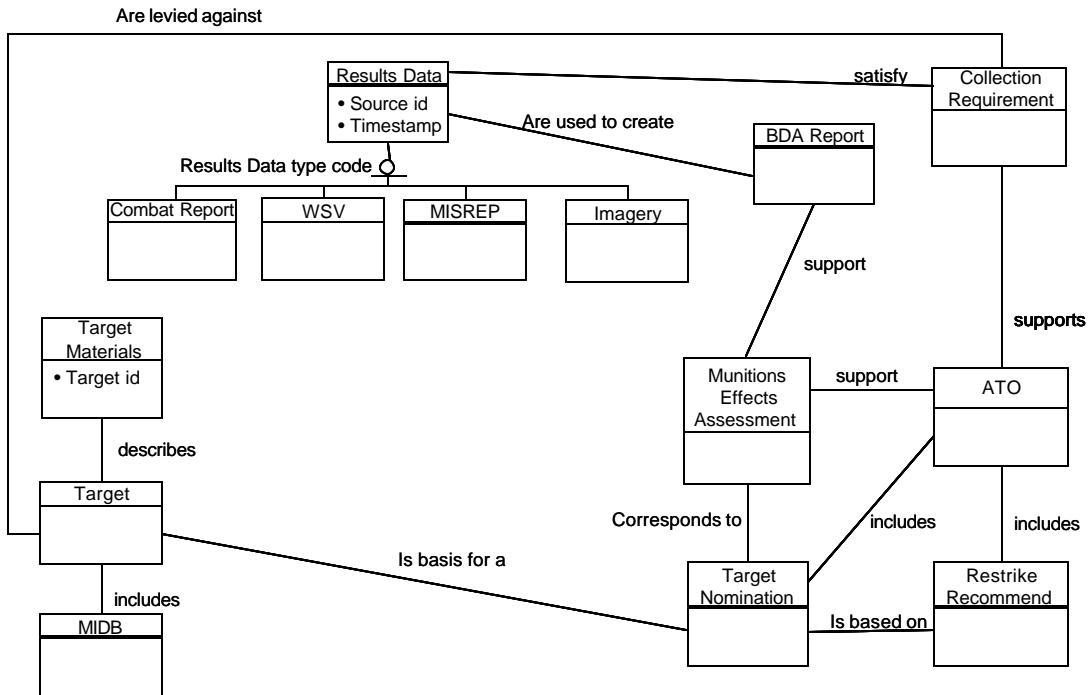 Are levied against
Results Data
• Source id
• Timestamp
satisfy
Collection
Requirement
Are used to create
BDA Report
Results Data type code
Combat Report
WSV
MISREP
Imagery
support
supports
Target
Materials
• Target id
Munitions
Effects
Assessment
support
ATO
describes
Target
Corresponds to
includes
includes
Is basis for a
Target
Nomination
Restrike
Recommend
includes
Is based on
MIDB